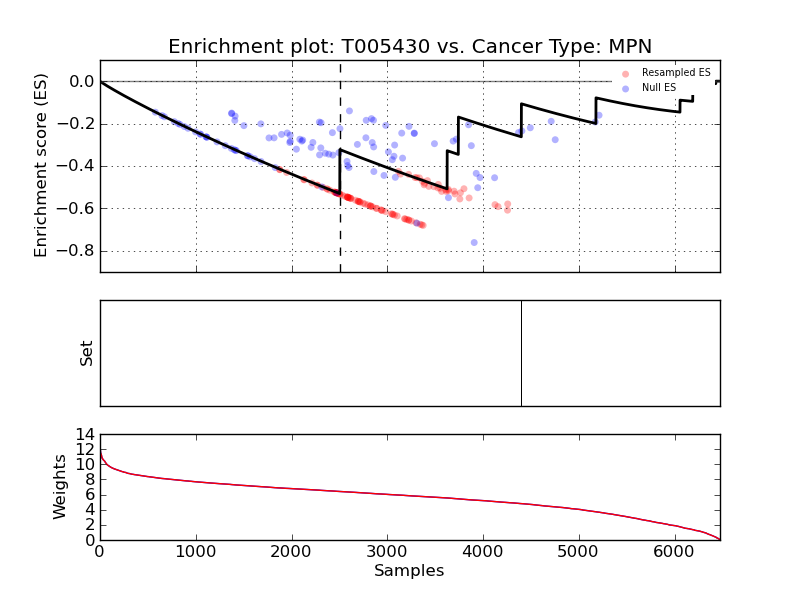 Enrichment plot: T005430 vs. Cancer Type: MPN
Enrichment score (ES)
0.0
−0.2
−0.4
−0.6
−0.8
Resampled ES
Null ES
Set
Weights
14
12
10
8
6
4
2
0
0 1000 2000 3000 4000 5000 6000
Samples